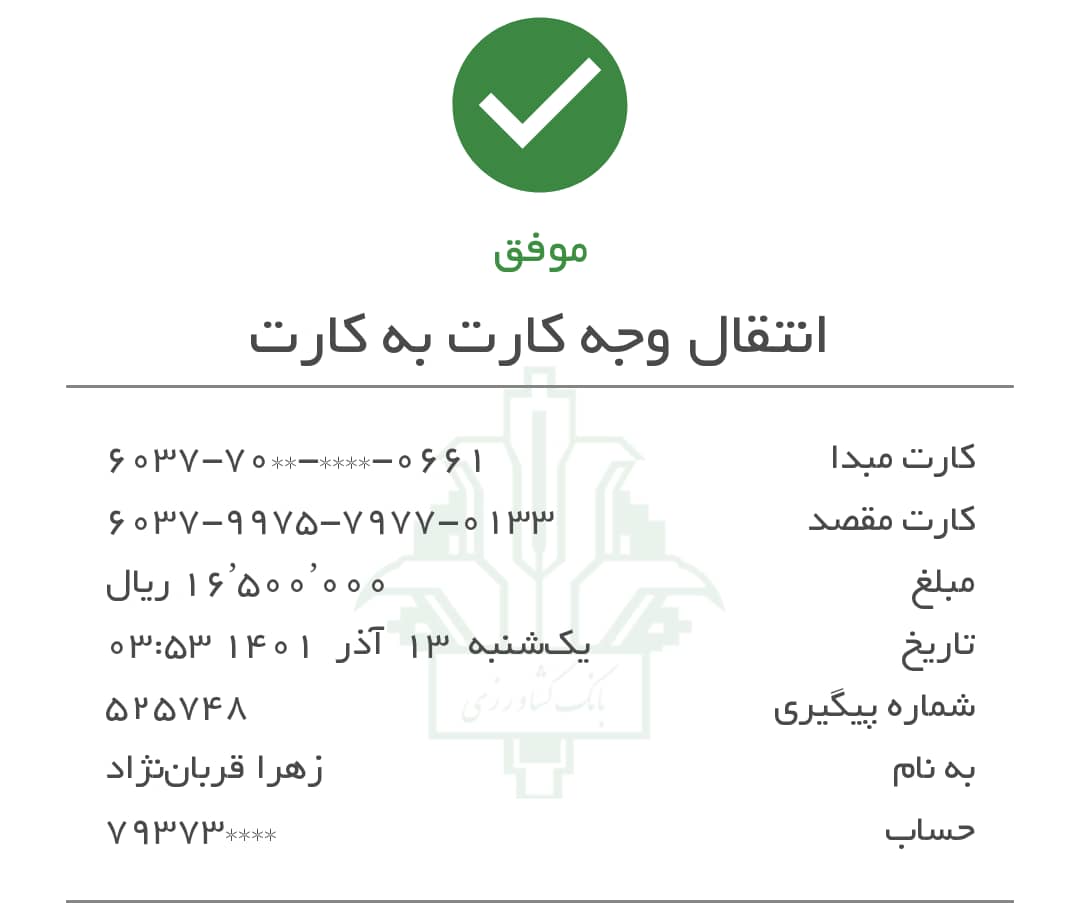 موفق
انتقال وجه کارت به کارت
کارت مبدا ۶۰۳۷-۷۰**-****-۰۶۶۱
کارت مقصد ۶۰۳۷-۹۹۷۵-۷۹۷۷-۰۱۳۳
مبلغ ۱۶٬۵۰۰٬۰۰۰ ریال
تاریخ یک‌شنبه ۱۳ آذر ۱۴۰۱ ۰۳:۵۳
شماره پیگیری ۵۲۵۷۴۸
به نام زهرا قربان‌نژاد
حساب ۷۹۳۷۳****
بانک کشاورزی